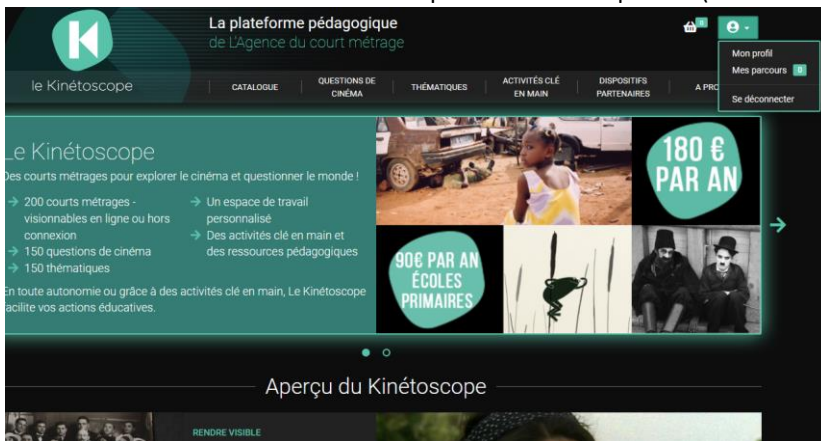 La plateforme pédagogique
de L'Agence du court métrage
le Kinétoscope
CATALOGUE
QUESTIONS DE
CINÉMA
THÉMATIQUES
ACTIVITÉS CLÉ
EN MAIN
DISPOSITIFS
PARTENAIRES
A PRO
Mon profil
Mes parcours 0
Se déconnecter
Le Kinétoscope
Des courts métrages pour explorer le cinéma et questionner le monde !
→ 200 courts métrages -
visionnables en ligne ou hors
connexion
→ 150 questions de cinéma
→ 150 thématiques
→ Un espace de travail
personnalisé
→ Des activités clé en main et
des ressources pédagogiques
En toute autonomie ou grâce à des activités clé en main, Le Kinétoscope
facilite vos actions éducatives.
180 €
PAR AN
90€ PAR AN
ÉCOLES
PRIMAIRES
Aperçu du Kinétoscope
RENDRE VISIBLE